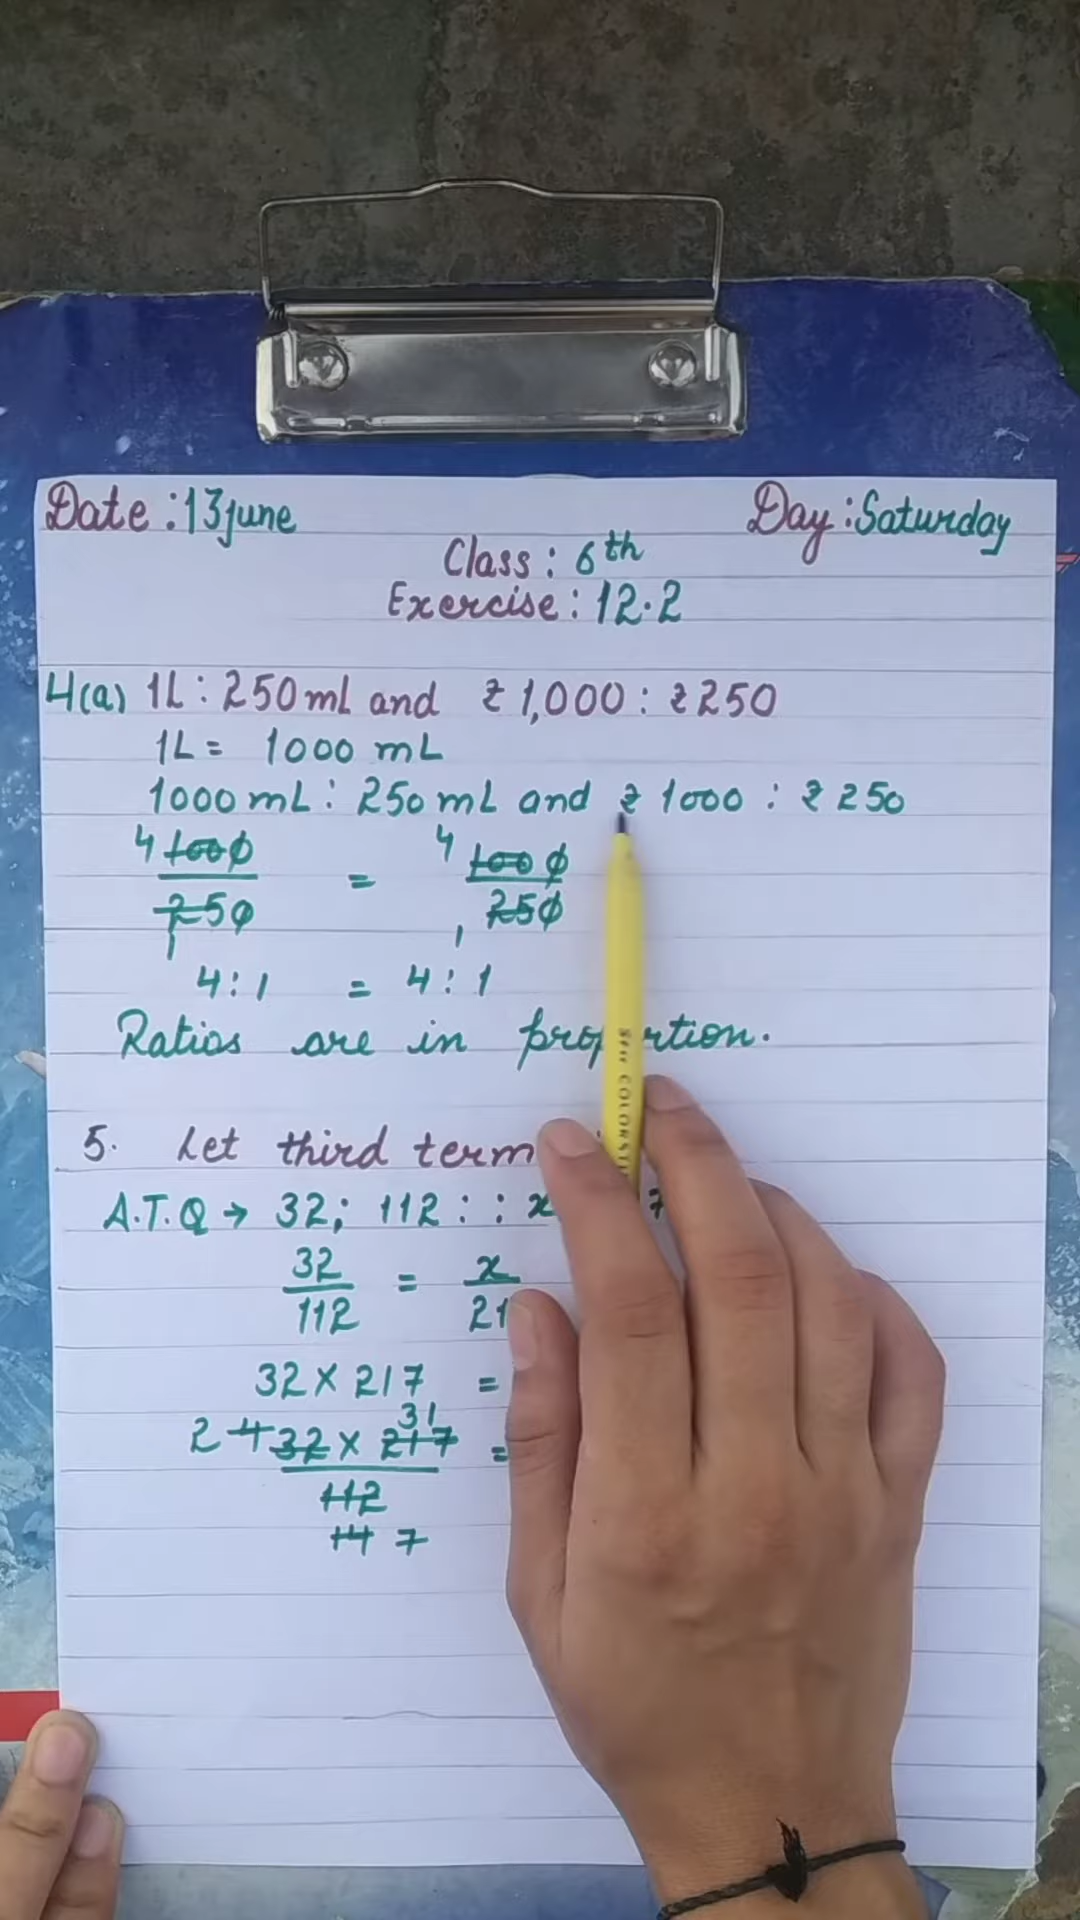 Date : 13 june Day : Saturday
Class : 6th
Exercise : 12.2
4(a) 1L : 250 mL and ₹ 1,000 : ₹ 250
1L = 1000 mL
1000 mL : 250 mL and ₹ 1000 : ₹ 250
4 1000 = 4 1000
250 250
1 1
4 : 1 = 4 : 1
Ratios are in
5. Let third term
A.T.Q → 32; 112 : : x 7
32 = x
112 21
32 × 217 =
31
2 4 32 × 217 =
112
14 7